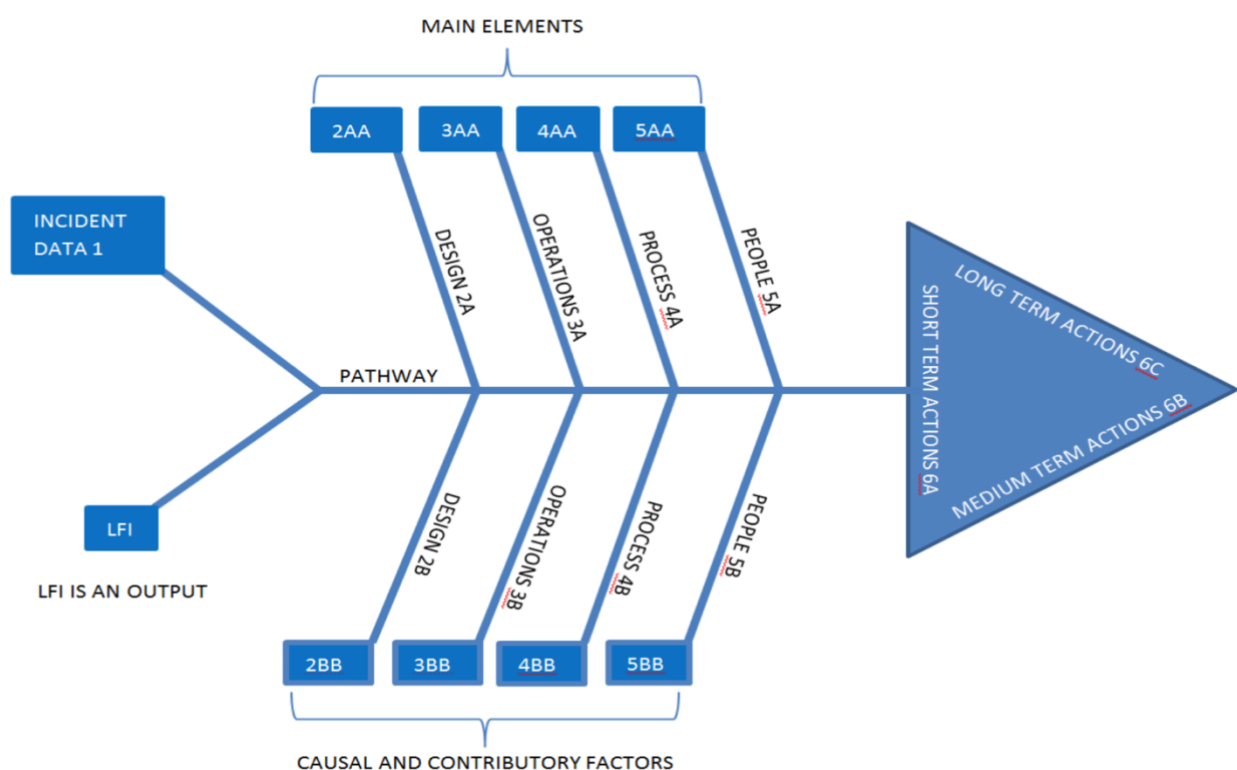 MAIN ELEMENTS
2AA
3AA
4AA
5AA
INCIDENT
DATA 1
DESIGN 2A
OPERATIONS 3A
PROCESS 4A
PEOPLE 5A
PATHWAY
SHORT TERM ACTIONS 6A
LONG TERM ACTIONS 6C
MEDIUM TERM ACTIONS 6B
LFI
LFI IS AN OUTPUT
DESIGN 2B
OPERATIONS 3B
PROCESS 4B
PEOPLE 5B
2BB
3BB
4BB
5BB
CAUSAL AND CONTRIBUTORY FACTORS